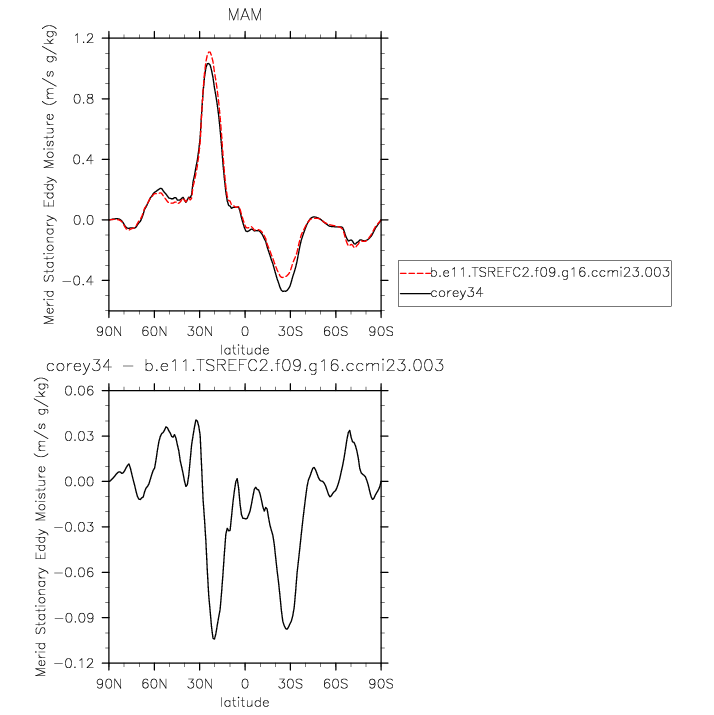 MAM
Merid Stationary Eddy Moisture (m/s g/kg)
1.2
0.8
0.4
0.0
−0.4
90N 60N 30N 0 30S 60S 90S
latitude
b.e11.TSREFC2.f09.g16.ccmi23.003
corey34
corey34 − b.e11.TSREFC2.f09.g16.ccmi23.003
Merid Stationary Eddy Moisture (m/s g/kg)
0.06
0.03
0.00
−0.03
−0.06
−0.09
−0.12
90N 60N 30N 0 30S 60S 90S
latitude